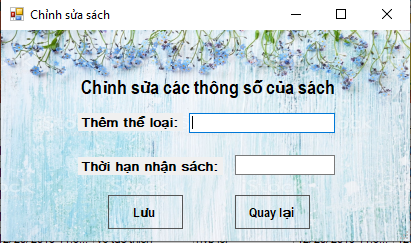 Chỉnh sửa sách
Chỉnh sửa các thông số của sách
Thêm thể loại:
Thời hạn nhận sách:
Lưu
Quay lại